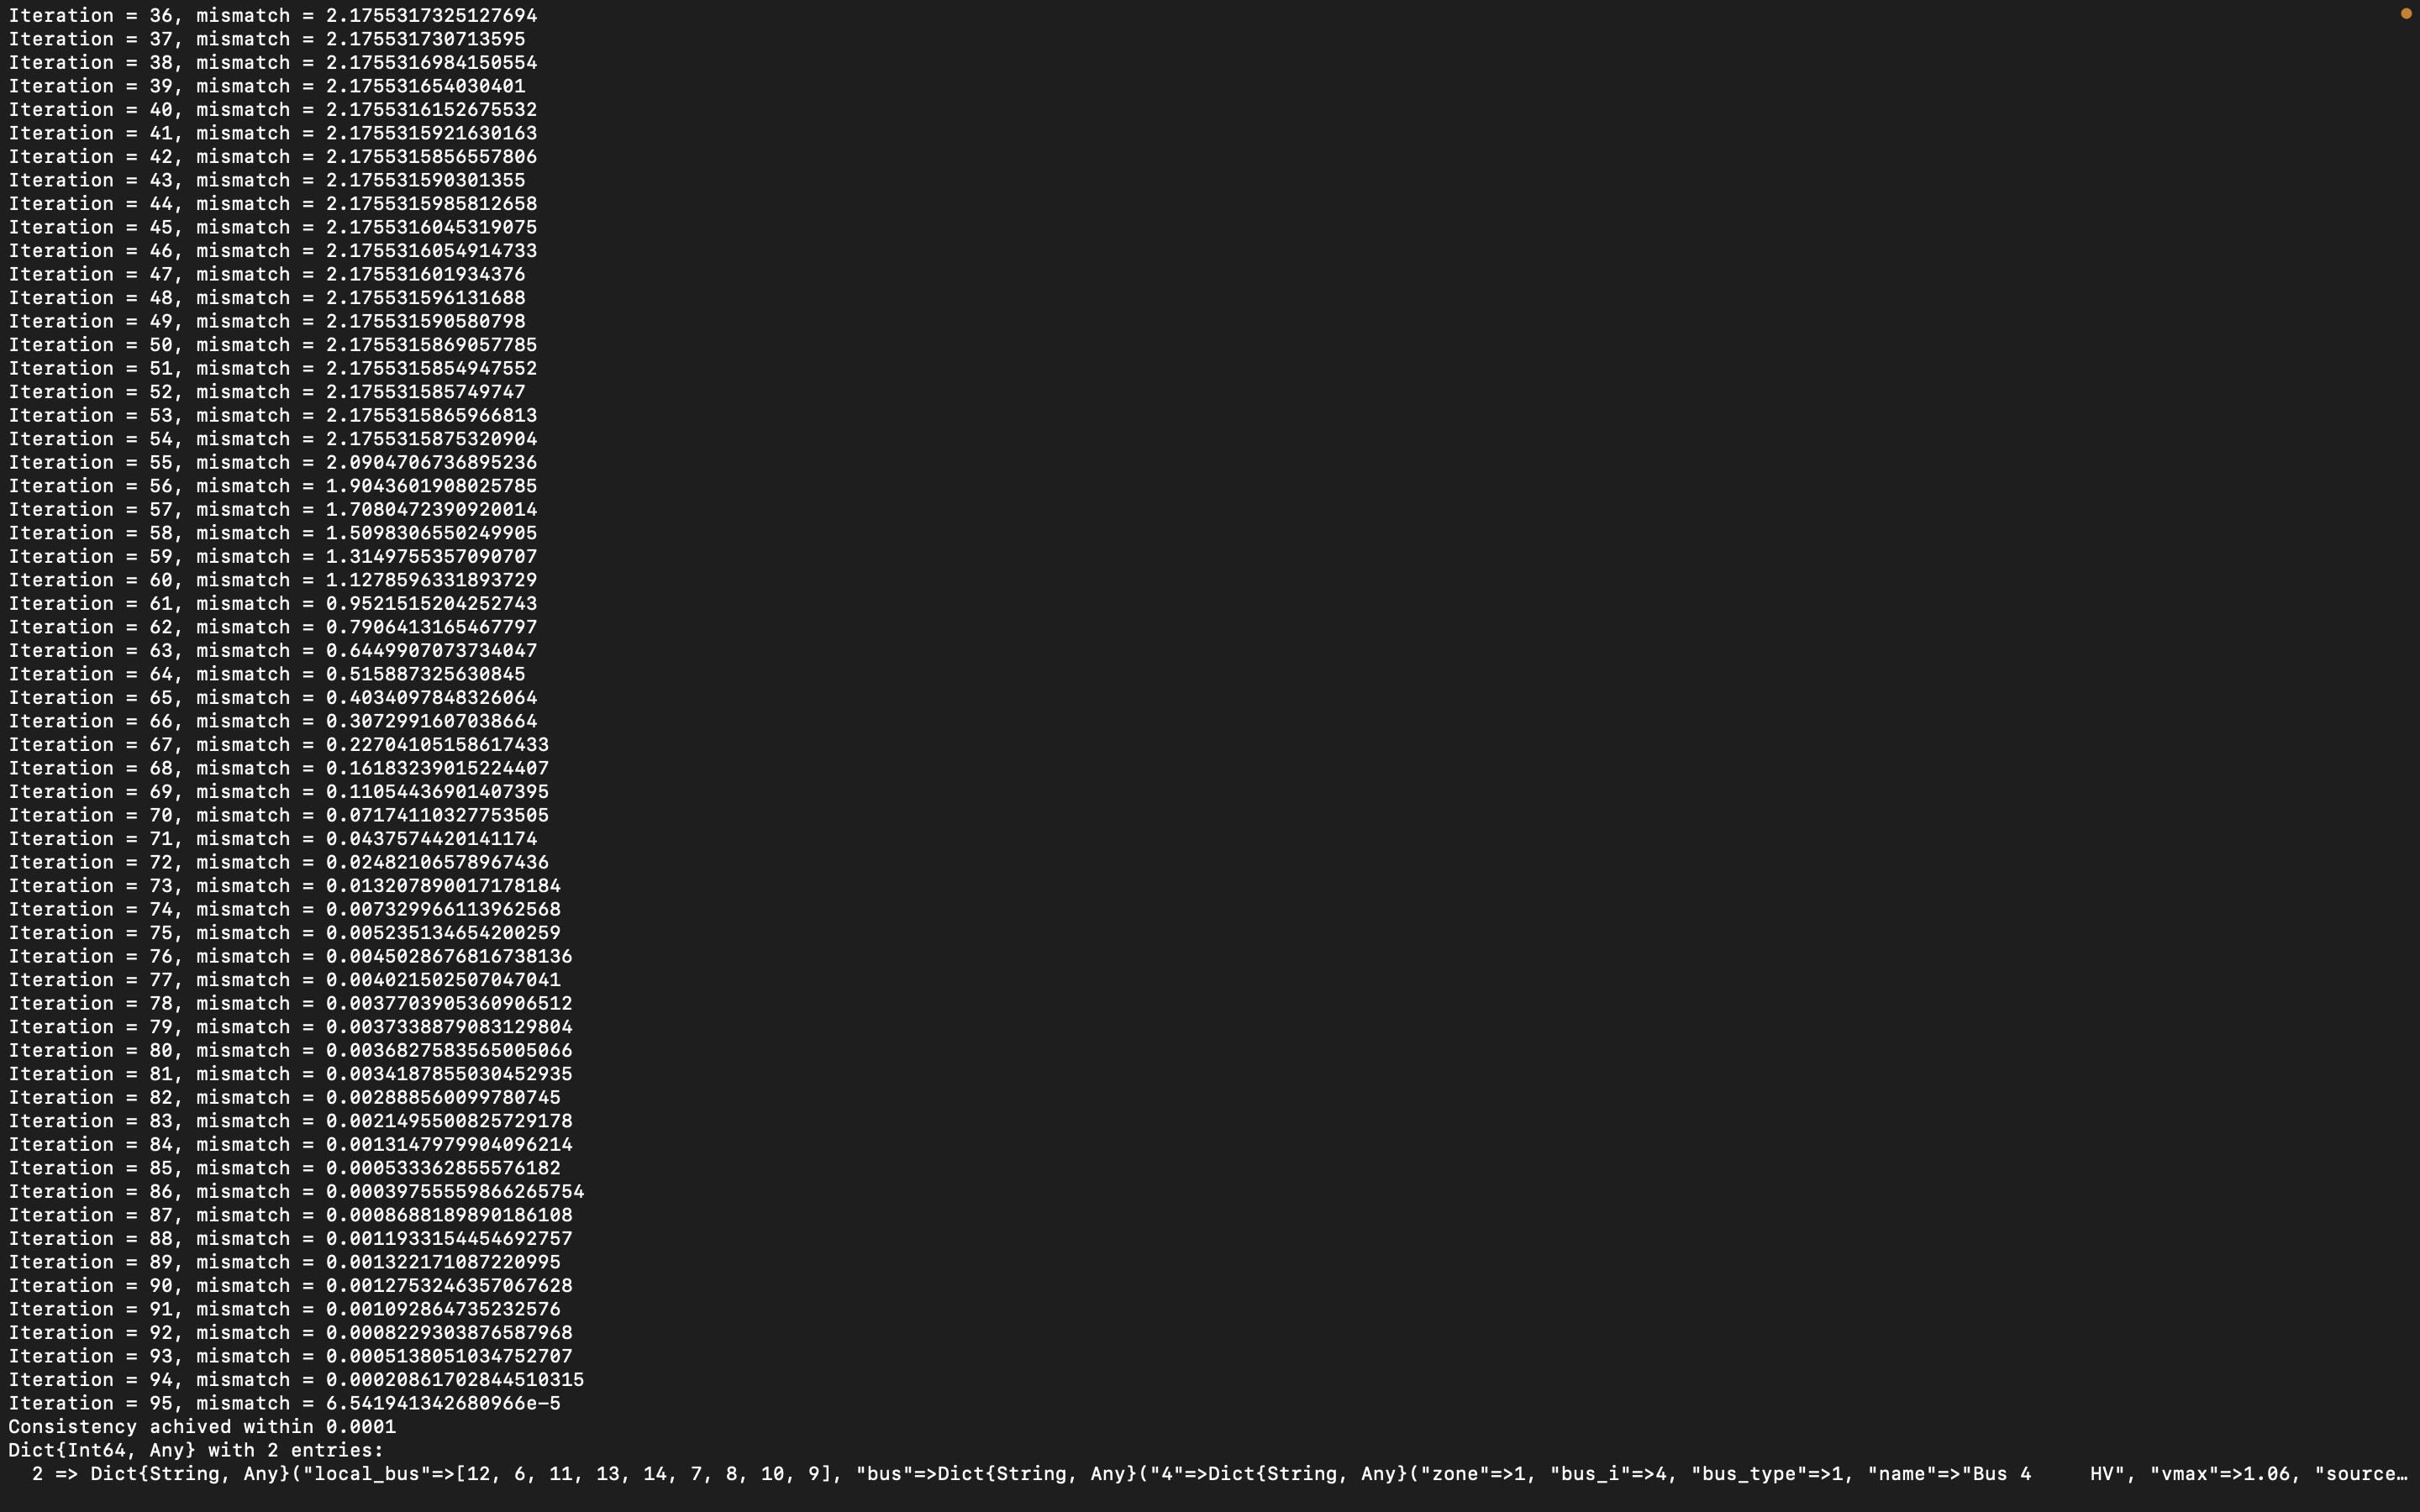 Iteration = 36, mismatch = 2.1755317325127694
Iteration = 37, mismatch = 2.175531730713595
Iteration = 38, mismatch = 2.1755316984150554
Iteration = 39, mismatch = 2.175531654030401
Iteration = 40, mismatch = 2.1755316152675532
Iteration = 41, mismatch = 2.1755315921630163
Iteration = 42, mismatch = 2.1755315856557806
Iteration = 43, mismatch = 2.175531590301355
Iteration = 44, mismatch = 2.1755315985812658
Iteration = 45, mismatch = 2.1755316045319075
Iteration = 46, mismatch = 2.1755316054914733
Iteration = 47, mismatch = 2.175531601934376
Iteration = 48, mismatch = 2.175531596131688
Iteration = 49, mismatch = 2.175531590580798
Iteration = 50, mismatch = 2.1755315869057785
Iteration = 51, mismatch = 2.1755315854947552
Iteration = 52, mismatch = 2.175531585749747
Iteration = 53, mismatch = 2.1755315865966813
Iteration = 54, mismatch = 2.1755315875320904
Iteration = 55, mismatch = 2.0904706736895236
Iteration = 56, mismatch = 1.9043601908025785
Iteration = 57, mismatch = 1.7080472390920014
Iteration = 58, mismatch = 1.5098306550249905
Iteration = 59, mismatch = 1.3149755357090707
Iteration = 60, mismatch = 1.1278596331893729
Iteration = 61, mismatch = 0.9521515204252743
Iteration = 62, mismatch = 0.7906413165467797
Iteration = 63, mismatch = 0.6449907073734047
Iteration = 64, mismatch = 0.515887325630845
Iteration = 65, mismatch = 0.4034097848326064
Iteration = 66, mismatch = 0.3072991607038664
Iteration = 67, mismatch = 0.22704105158617433
Iteration = 68, mismatch = 0.16183239015224407
Iteration = 69, mismatch = 0.11054436901407395
Iteration = 70, mismatch = 0.07174110327753505
Iteration = 71, mismatch = 0.0437574420141174
Iteration = 72, mismatch = 0.02482106578967436
Iteration = 73, mismatch = 0.013207890017178184
Iteration = 74, mismatch = 0.007329966113962568
Iteration = 75, mismatch = 0.005235134654200259
Iteration = 76, mismatch = 0.0045028676816738136
Iteration = 77, mismatch = 0.004021502507047041
Iteration = 78, mismatch = 0.0037703905360906512
Iteration = 79, mismatch = 0.0037338879083129804
Iteration = 80, mismatch = 0.0036827583565005066
Iteration = 81, mismatch = 0.0034187855030452935
Iteration = 82, mismatch = 0.002888560099780745
Iteration = 83, mismatch = 0.0021495500825729178
Iteration = 84, mismatch = 0.0013147979904096214
Iteration = 85, mismatch = 0.000533362855576182
Iteration = 86, mismatch = 0.00039755559866265754
Iteration = 87, mismatch = 0.0008688189890186108
Iteration = 88, mismatch = 0.0011933154454692757
Iteration = 89, mismatch = 0.001322171087220995
Iteration = 90, mismatch = 0.0012753246357067628
Iteration = 91, mismatch = 0.001092864735232576
Iteration = 92, mismatch = 0.0008229303876587968
Iteration = 93, mismatch = 0.0005138051034752707
Iteration = 94, mismatch = 0.00020861702844510315
Iteration = 95, mismatch = 6.541941342680966e-5
Consistency achived within 0.0001
Dict{Int64, Any} with 2 entries:
  2 => Dict{String, Any}("local_bus"=>[12, 6, 11, 13, 14, 7, 8, 10, 9], "bus"=>Dict{String, Any}("4"=>Dict{String, Any}("zone"=>1, "bus_i"=>4, "bus_type"=>1, "name"=>"Bus 4     HV", "vmax"=>1.06, "source…